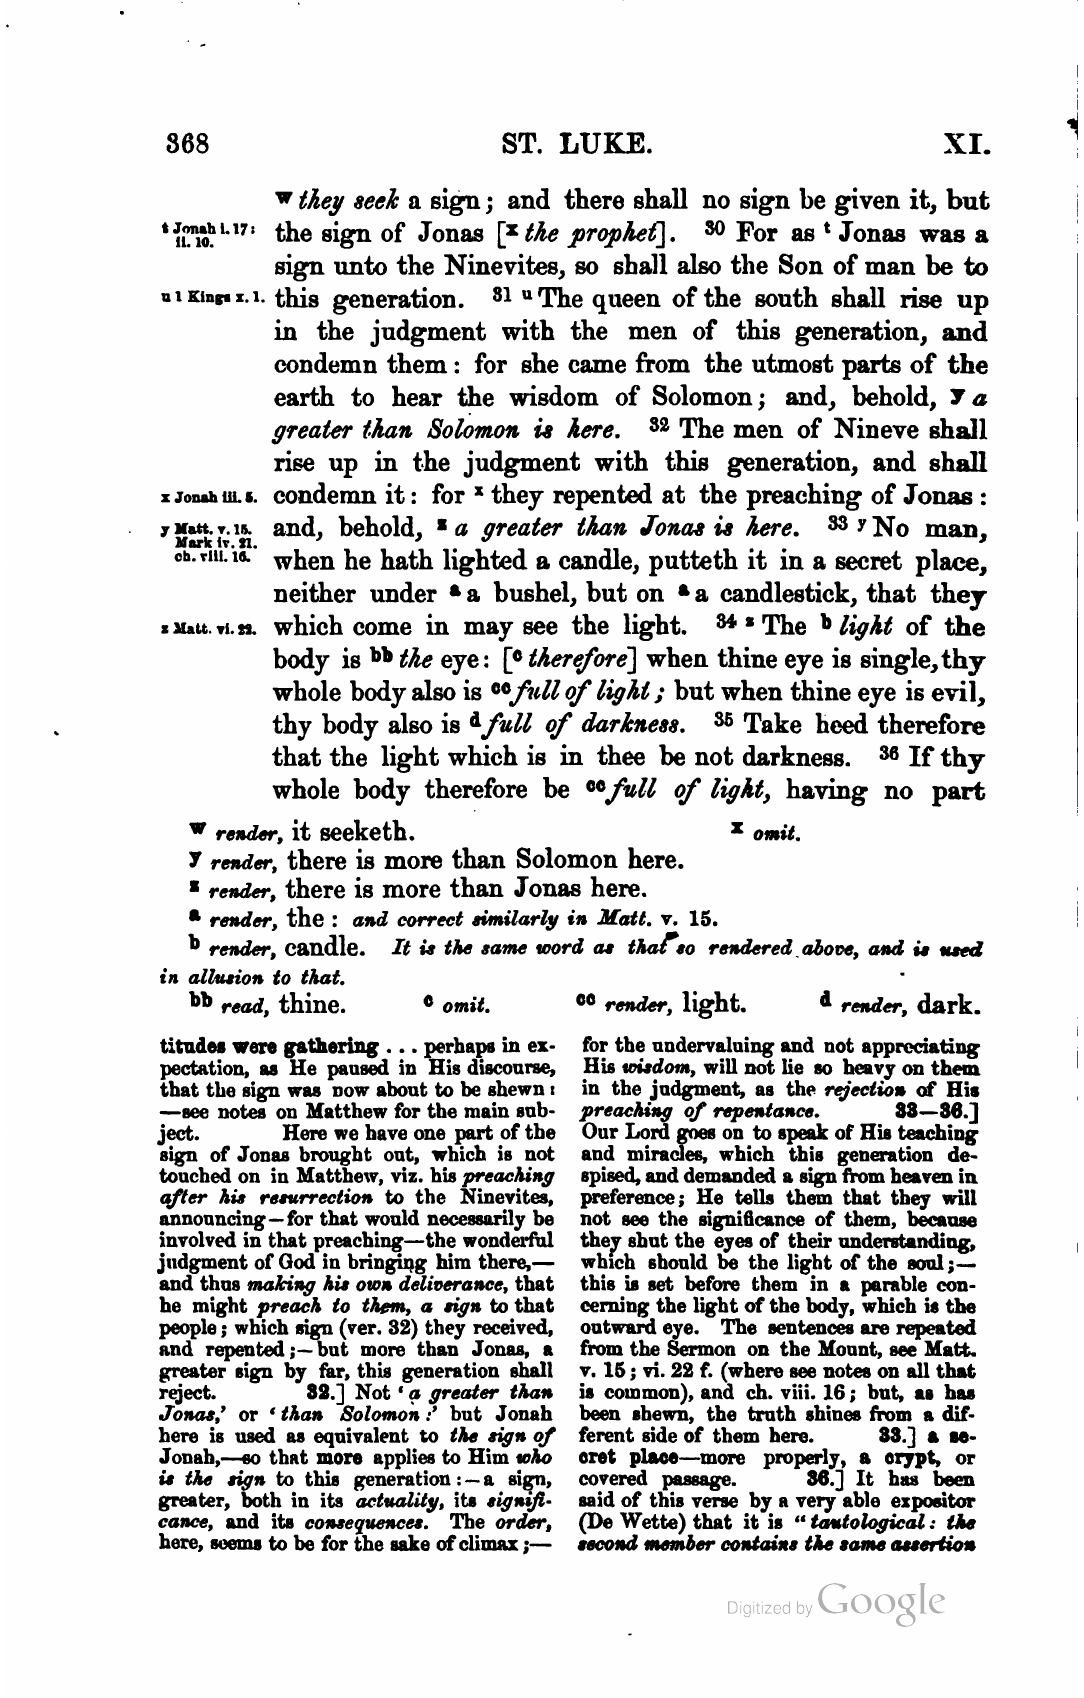 368 ST. LUKE. XI.
w they seek a sign; and there shall no sign be given it, but
t Jonah i. 17: ii. 10.
the sign of Jonas [x the prophet]. 30 For as t Jonas was a
sign unto the Ninevites, so shall also the Son of man be to
u 1 Kings x. 1.
this generation. 31 u The queen of the south shall rise up
in the judgment with the men of this generation, and
condemn them: for she came from the utmost parts of the
earth to hear the wisdom of Solomon; and, behold, y a
greater than Solomon is here. 32 The men of Nineve shall
rise up in the judgment with this generation, and shall
x Jonah iii. 5.
condemn it: for x they repented at the preaching of Jonas:
y Matt. v. 15.
and, behold, z a greater than Jonas is here. 33 y No man,
Mark iv. 21.
ch. viii. 16.
when he hath lighted a candle, putteth it in a secret place,
neither under a a bushel, but on a a candlestick, that they
z Matt. vi. 22.
which come in may see the light. 34 z The b light of the
body is bb the eye: [c therefore] when thine eye is single, thy
whole body also is cc full of light; but when thine eye is evil,
thy body also is d full of darkness. 35 Take heed therefore
that the light which is in thee be not darkness. 36 If thy
whole body therefore be cc full of light, having no part
w render, it seeketh. x omit.
y render, there is more than Solomon here.
z render, there is more than Jonas here.
a render, the: and correct similarly in Matt. v. 15.
b render, candle. It is the same word as that so rendered above, and is used
in allusion to that.
bb read, thine. c omit. cc render, light. d render, dark.
titudes were gathering ... perhaps in ex-
pectation, as He paused in His discourse,
that the sign was now about to be shewn:
—see notes on Matthew for the main sub-
ject. Here we have one part of the
sign of Jonas brought out, which is not
touched on in Matthew, viz. his preaching
after his resurrection to the Ninevites,
announcing—for that would necessarily be
involved in that preaching—the wonderful
judgment of God in bringing him there,—
and thus making his own deliverance, that
he might preach to them, a sign to that
people; which sign (ver. 32) they received,
and repented;—but more than Jonas, a
greater sign by far, this generation shall
reject. 32.] Not ‘a greater than
Jonas,’ or ‘than Solomon:’ but Jonah
here is used as equivalent to the sign of
Jonah,—so that more applies to Him who
is the sign to this generation:—a sign,
greater, both in its actuality, its signifi-
cance, and its consequences. The order,
here, seems to be for the sake of climax;—
for the undervaluing and not appreciating
His wisdom, will not lie so heavy on them
in the judgment, as the rejection of His
preaching of repentance. 33—36.]
Our Lord goes on to speak of His teaching
and miracles, which this generation de-
spised, and demanded a sign from heaven in
preference; He tells them that they will
not see the significance of them, because
they shut the eyes of their understanding,
which should be the light of the soul;—
this is set before them in a parable con-
cerning the light of the body, which is the
outward eye. The sentences are repeated
from the Sermon on the Mount, see Matt.
v. 15; vi. 22 f. (where see notes on all that
is common), and ch. viii. 16; but, as has
been shewn, the truth shines from a dif-
ferent side of them here. 33.] a se-
cret place—more properly, a crypt, or
covered passage. 36.] It has been
said of this verse by a very able expositor
(De Wette) that it is “tautological: the
second member contains the same assertion
Digitized by Google